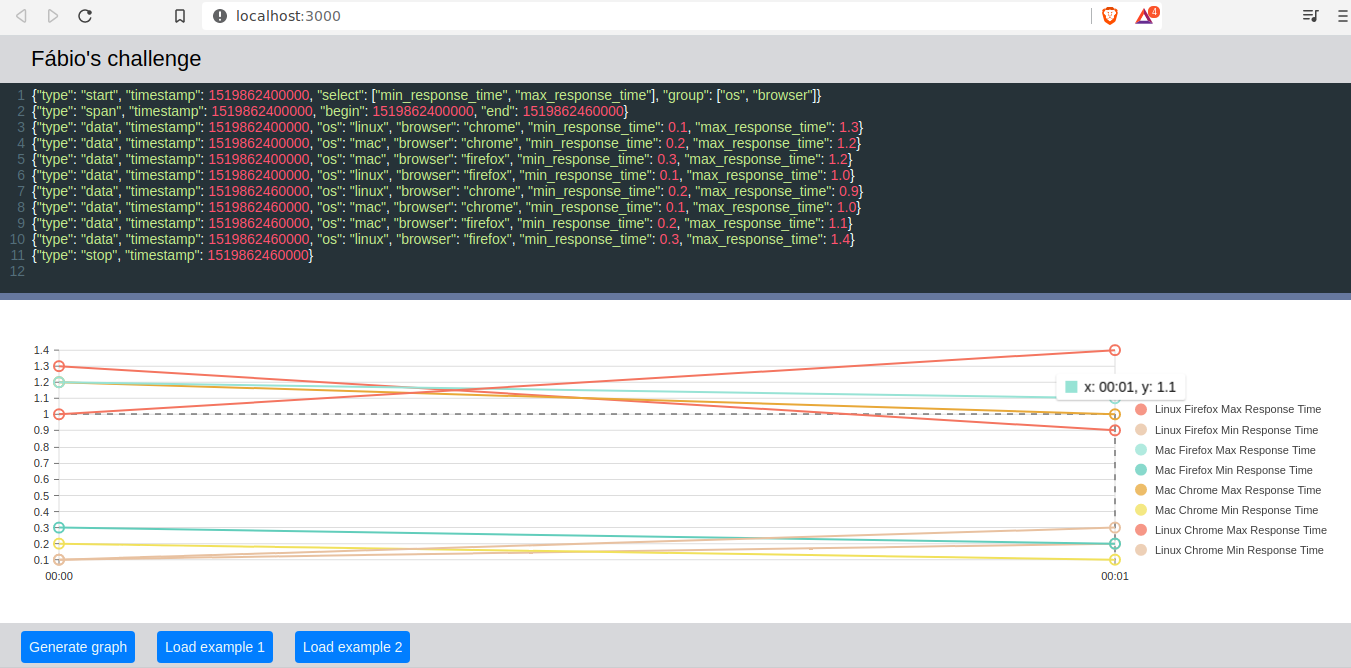 localhost:3000
4
Fábio's challenge
1 {"type": "start", "timestamp": 1519862400000, "select": ["min_response_time", "max_response_time"], "group": ["os", "browser"]}
2 {"type": "span", "timestamp": 1519862400000, "begin": 1519862400000, "end": 1519862460000}
3 {"type": "data", "timestamp": 1519862400000, "os": "linux", "browser": "chrome", "min_response_time": 0.1, "max_response_time": 1.3}
4 {"type": "data", "timestamp": 1519862400000, "os": "mac", "browser": "chrome", "min_response_time": 0.2, "max_response_time": 1.2}
5 {"type": "data", "timestamp": 1519862400000, "os": "mac", "browser": "firefox", "min_response_time": 0.3, "max_response_time": 1.2}
6 {"type": "data", "timestamp": 1519862400000, "os": "linux", "browser": "firefox", "min_response_time": 0.1, "max_response_time": 1.0}
7 {"type": "data", "timestamp": 1519862460000, "os": "linux", "browser": "chrome", "min_response_time": 0.2, "max_response_time": 0.9}
8 {"type": "data", "timestamp": 1519862460000, "os": "mac", "browser": "chrome", "min_response_time": 0.1, "max_response_time": 1.0}
9 {"type": "data", "timestamp": 1519862460000, "os": "mac", "browser": "firefox", "min_response_time": 0.2, "max_response_time": 1.1}
10 {"type": "data", "timestamp": 1519862460000, "os": "linux", "browser": "firefox", "min_response_time": 0.3, "max_response_time": 1.4}
11 {"type": "stop", "timestamp": 1519862460000}
12
1.4
1.3
1.2
1.1
1
0.9
0.8
0.7
0.6
0.5
0.4
0.3
0.2
0.1
00:00
00:01
x: 00:01, y: 1.1
Linux Firefox Max Response Time
Linux Firefox Min Response Time
Mac Firefox Max Response Time
Mac Firefox Min Response Time
Mac Chrome Max Response Time
Mac Chrome Min Response Time
Linux Chrome Max Response Time
Linux Chrome Min Response Time
Generate graph
Load example 1
Load example 2